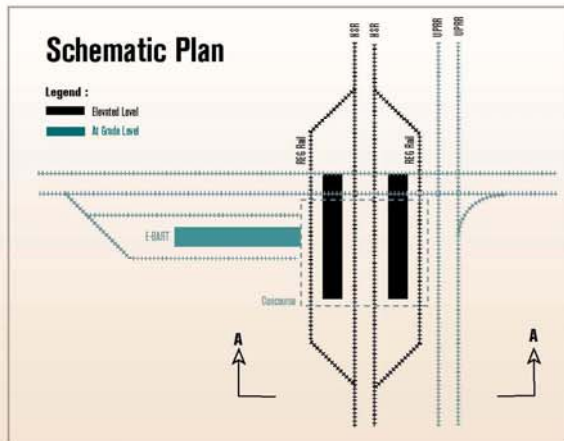 Schematic Plan
Legend :
Elevated Level
At Grade Level
HSR
HSR
UPRR
UPRR
REG Rail
REG Rail
E-BART
Concourse
A
A